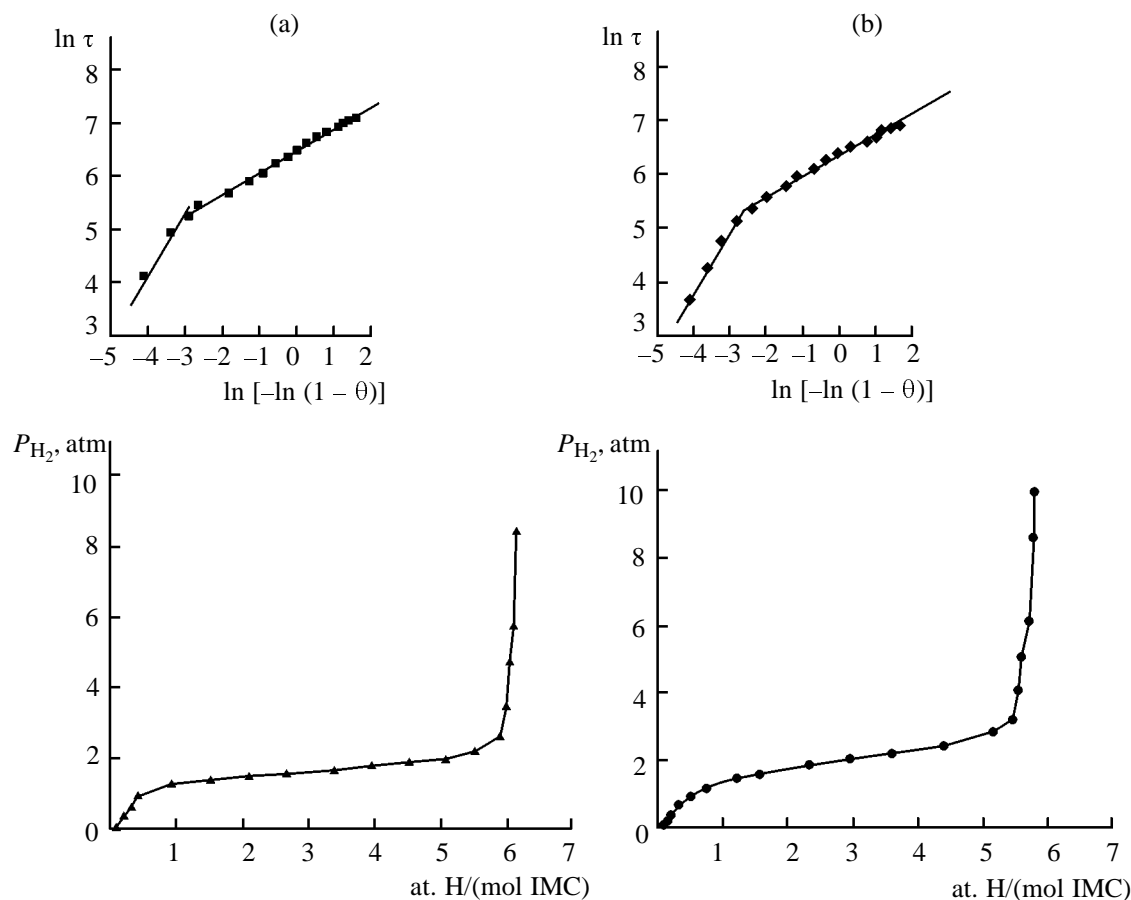 (a)
ln τ
8
7
6
5
4
3
–5 –4 –3 –2 –1 0 1 2
ln [–ln (1 – θ)]
(b)
ln τ
8
7
6
5
4
3
–5 –4 –3 –2 –1 0 1 2
ln [–ln (1 – θ)]
P_H₂, atm
10
8
6
4
2
0
1 2 3 4 5 6 7
at. H/(mol IMC)
P_H₂, atm
10
8
6
4
2
0
1 2 3 4 5 6 7
at. H/(mol IMC)